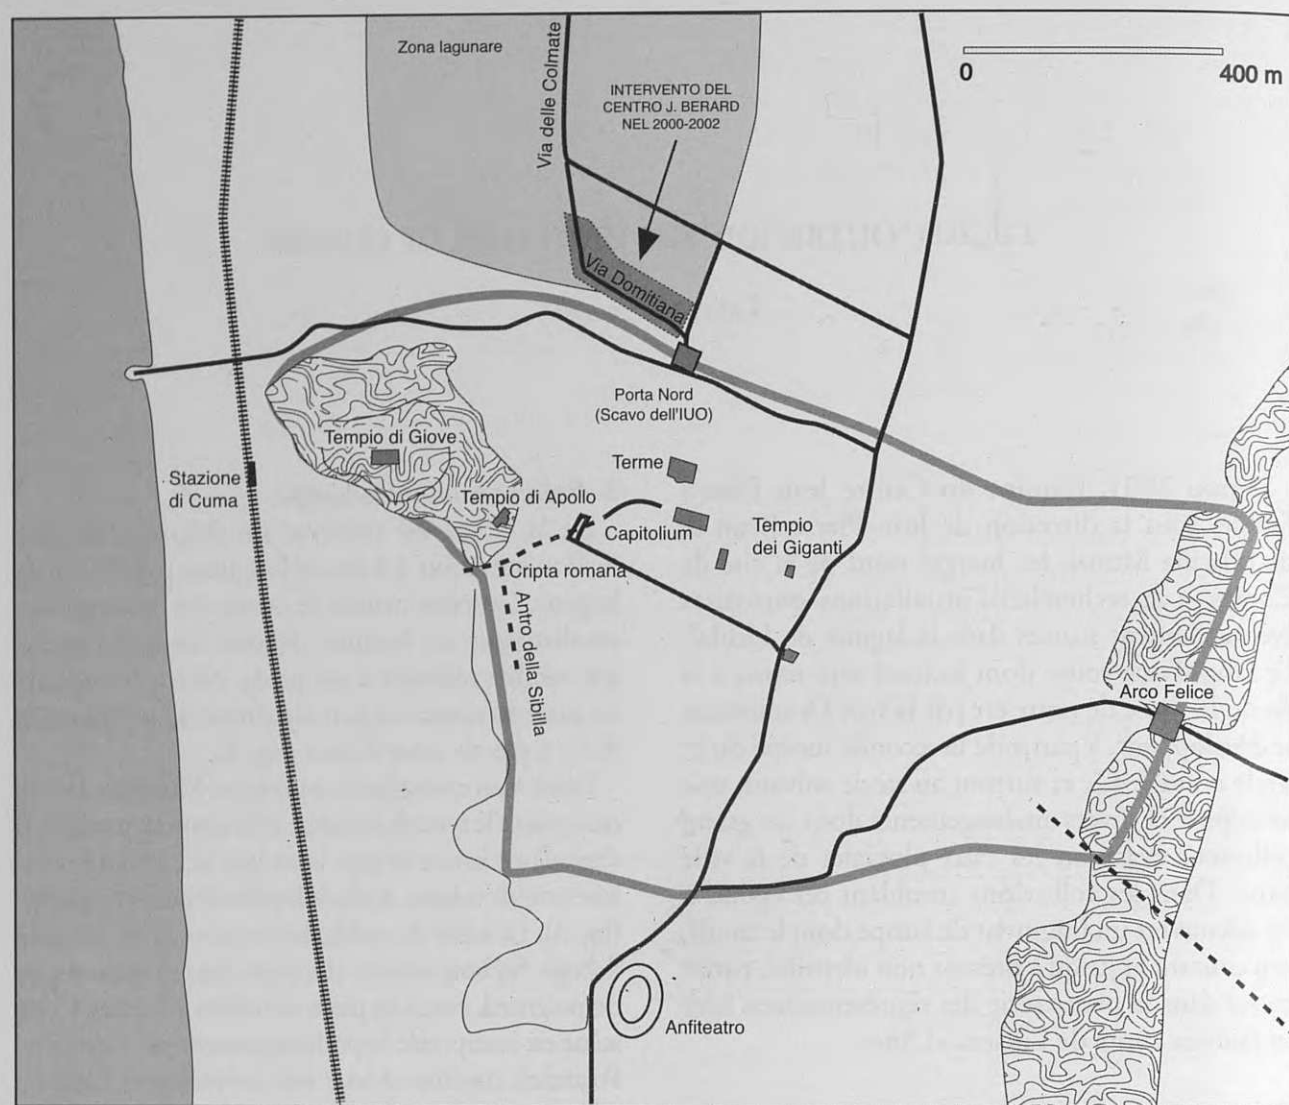 Zona lagunare
Via delle Colmate
INTERVENTO DEL
CENTRO J. BERARD
NEL 2000-2002
0
400 m
Via Domitiana
Porta Nord
(Scavo dell'IUO)
Tempio di Giove
Stazione
di Cuma
Terme
Tempio di Apollo
Capitolium
Tempio
dei Giganti
Cripta romana
Antro della Sibilla
Arco Felice
Anfiteatro